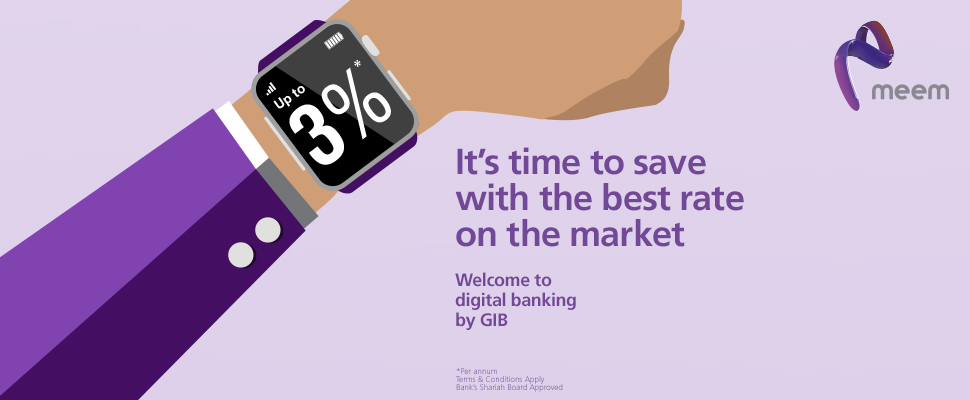 Up to
3%*
meem
It's time to save
with the best rate
on the market
Welcome to
digital banking
by GIB
*Per annum
Terms & Conditions Apply
Bank's Shariah Board Approved